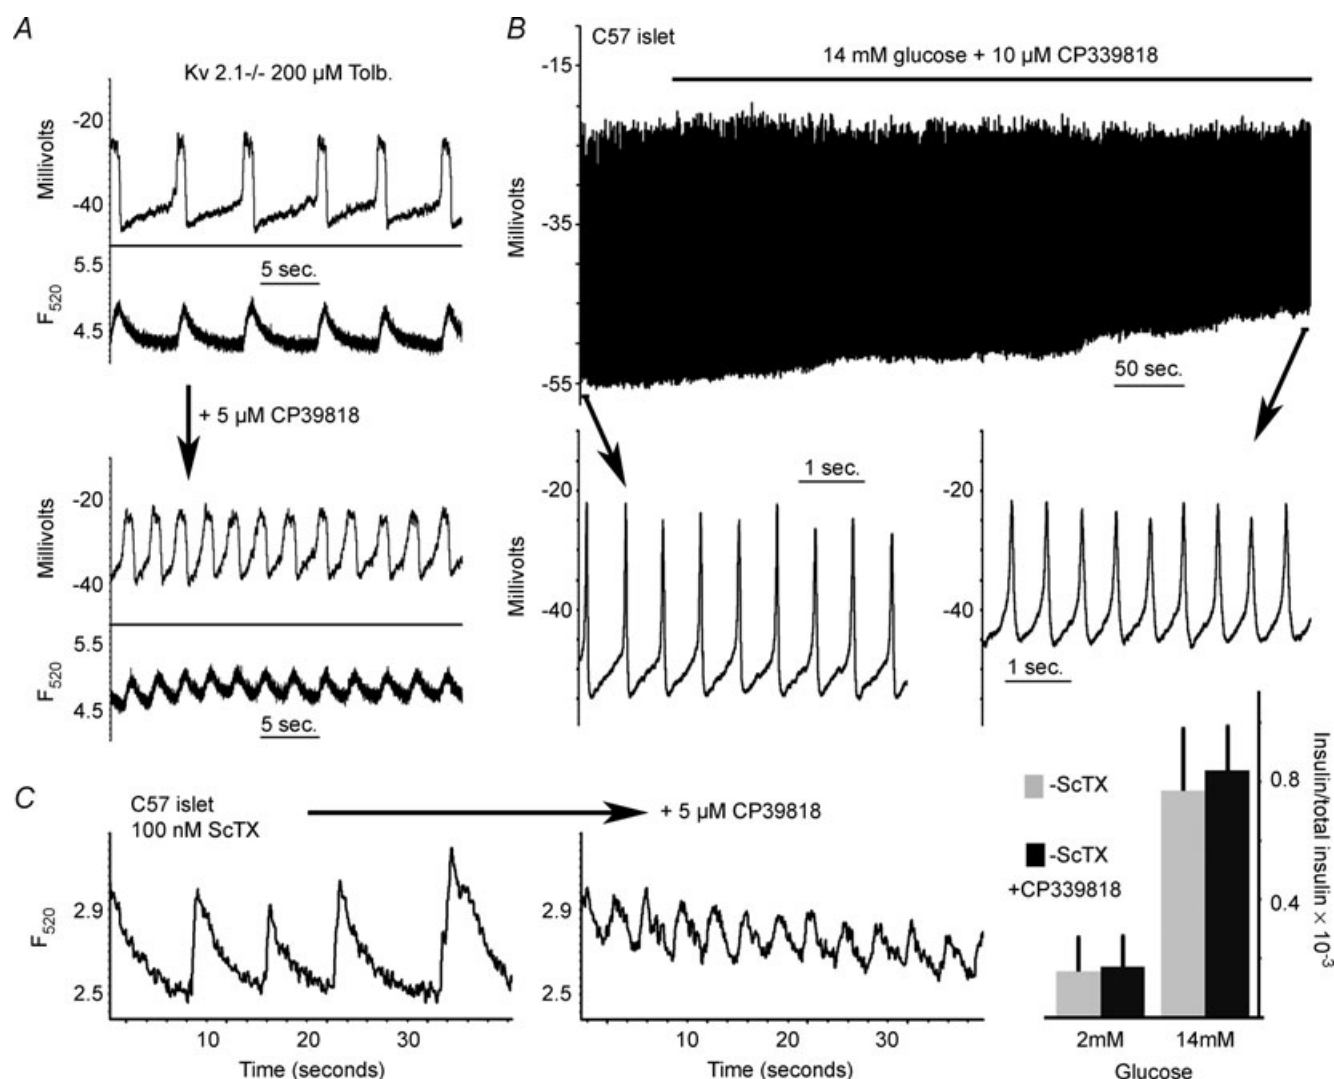 A
Kv 2.1-/- 200 µM Tolb.
Millivolts
-20
-40
5 sec.
F520
5.5
4.5
+ 5 µM CP39818
Millivolts
-20
-40
F520
5.5
4.5
5 sec.
B
C57 islet
14 mM glucose + 10 µM CP339818
Millivolts
-15
-35
-55
50 sec.
Millivolts
-20
-40
1 sec.
-20
-40
1 sec.
C
C57 islet
100 nM ScTX
+ 5 µM CP39818
F520
2.9
2.5
10 20 30
Time (seconds)
2.9
2.5
10 20 30
Time (seconds)
-ScTX
-ScTX
+CP339818
0.8
0.4
Insulin/total insulin × 10-3
2mM 14mM
Glucose